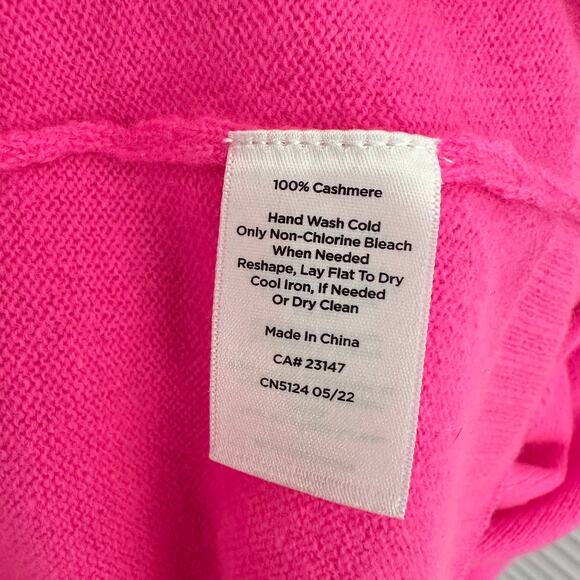 100% Cashmere
Hand Wash Cold
Only Non-Chlorine Bleach
When Needed
Reshape, Lay Flat To Dry
Cool Iron, If Needed
Or Dry Clean
Made In China
CA# 23147
CN5124 05/22